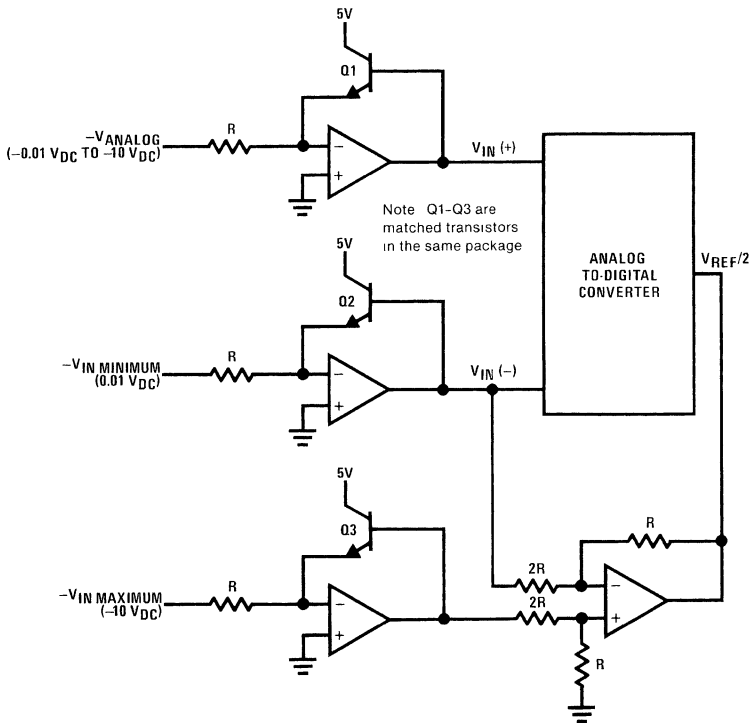 5V
Q1
R
−VANALOG
(−0.01 VDC TO −10 VDC)
−
+
VIN (+)
Note Q1–Q3 are
matched transistors
in the same package
ANALOG
TO-DIGITAL
CONVERTER
VREF/2
5V
Q2
R
−VIN MINIMUM
(0.01 VDC)
−
+
VIN (−)
5V
Q3
R
−VIN MAXIMUM
(−10 VDC)
−
+
R
2R
2R
−
+
R